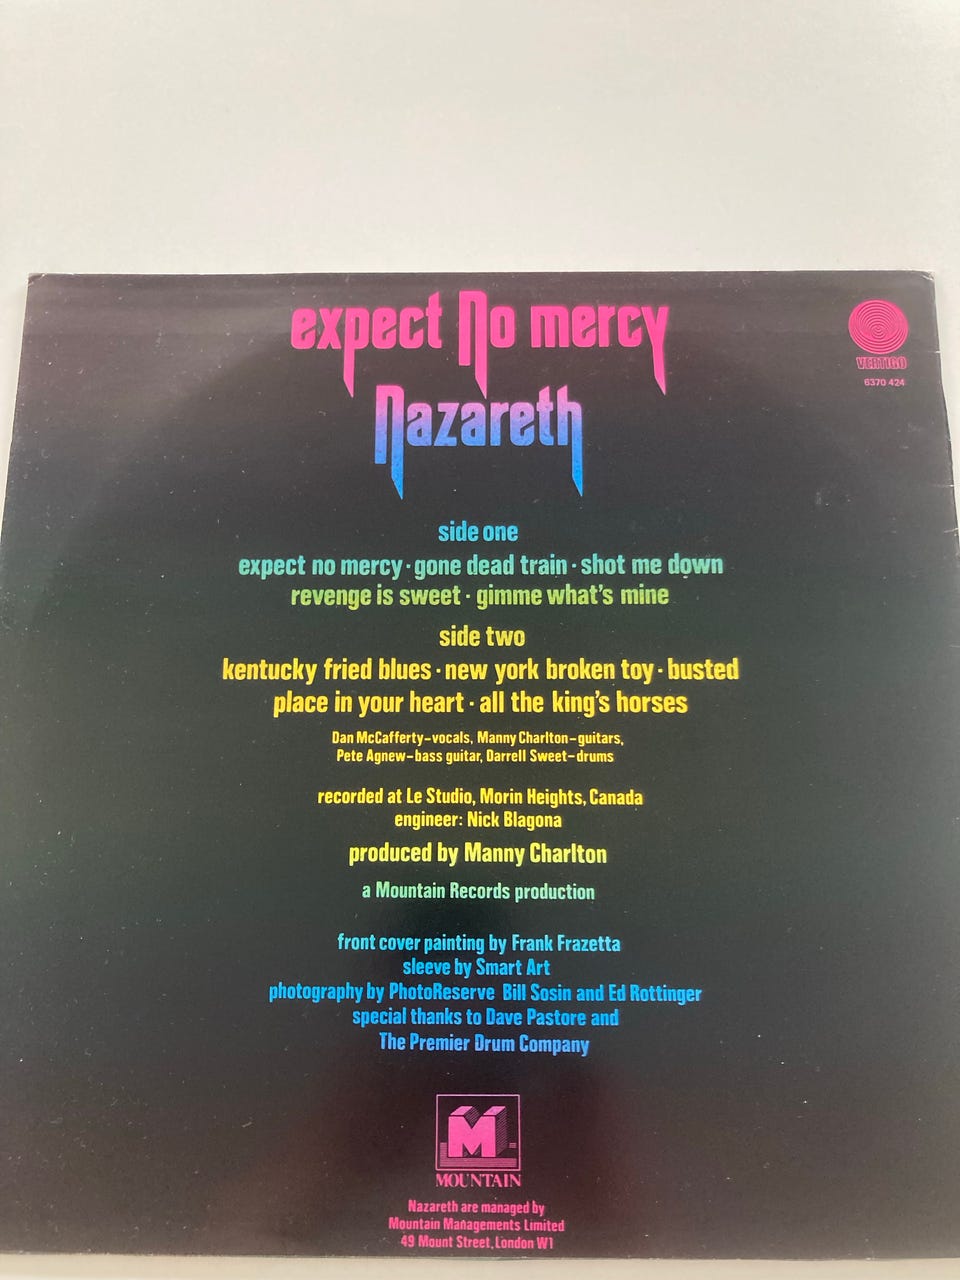 expect No mercy
VERTIGO
6370 424
Nazareth
side one
expect no mercy · gone dead train · shot me down
revenge is sweet · gimme what's mine
side two
kentucky fried blues · new york broken toy · busted
place in your heart · all the king's horses
Dan McCafferty-vocals, Manny Charlton-guitars,
Pete Agnew-bass guitar, Darrell Sweet-drums
recorded at Le Studio, Morin Heights, Canada
engineer: Nick Blagona
produced by Manny Charlton
a Mountain Records production
front cover painting by Frank Frazetta
sleeve by Smart Art
photography by PhotoReserve Bill Sosin and Ed Rottinger
special thanks to Dave Pastore and
The Premier Drum Company
M
MOUNTAIN
Nazareth are managed by
Mountain Managements Limited
49 Mount Street, London W1